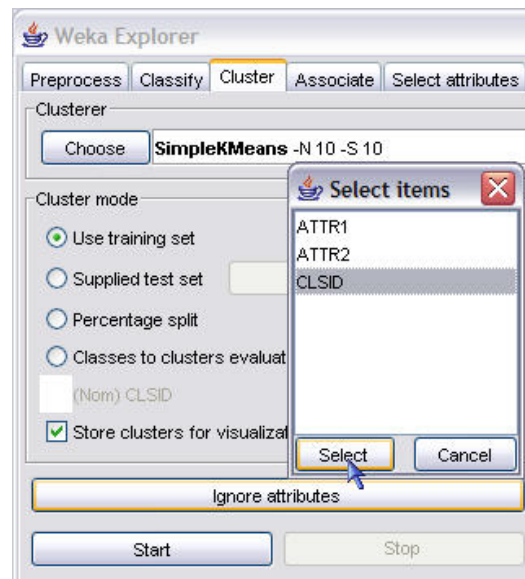 Weka Explorer
Preprocess Classify Cluster Associate Select attributes
Clusterer
Choose SimpleKMeans -N 10 -S 10
Cluster mode
Use training set
Supplied test set
Percentage split
Classes to clusters evaluat
(Nom) CLSID
Store clusters for visualizat
Select items
ATTR1
ATTR2
CLSID
Select Cancel
Ignore attributes
Start Stop